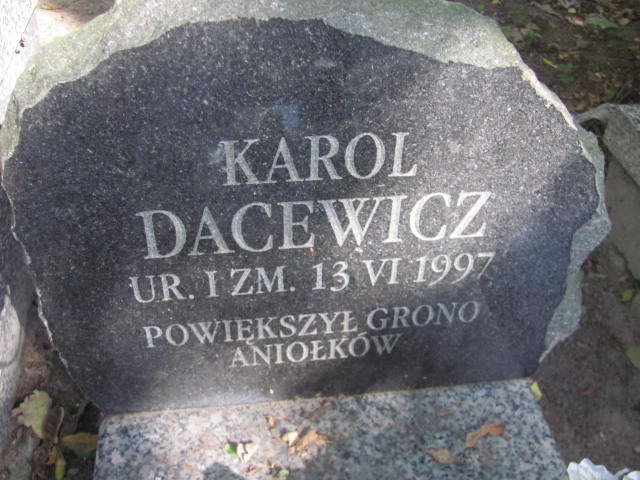 KAROL
DACEWICZ
UR. I ZM. 13 VI 1997
POWIĘKSZYŁ GRONO
ANIOŁKÓW